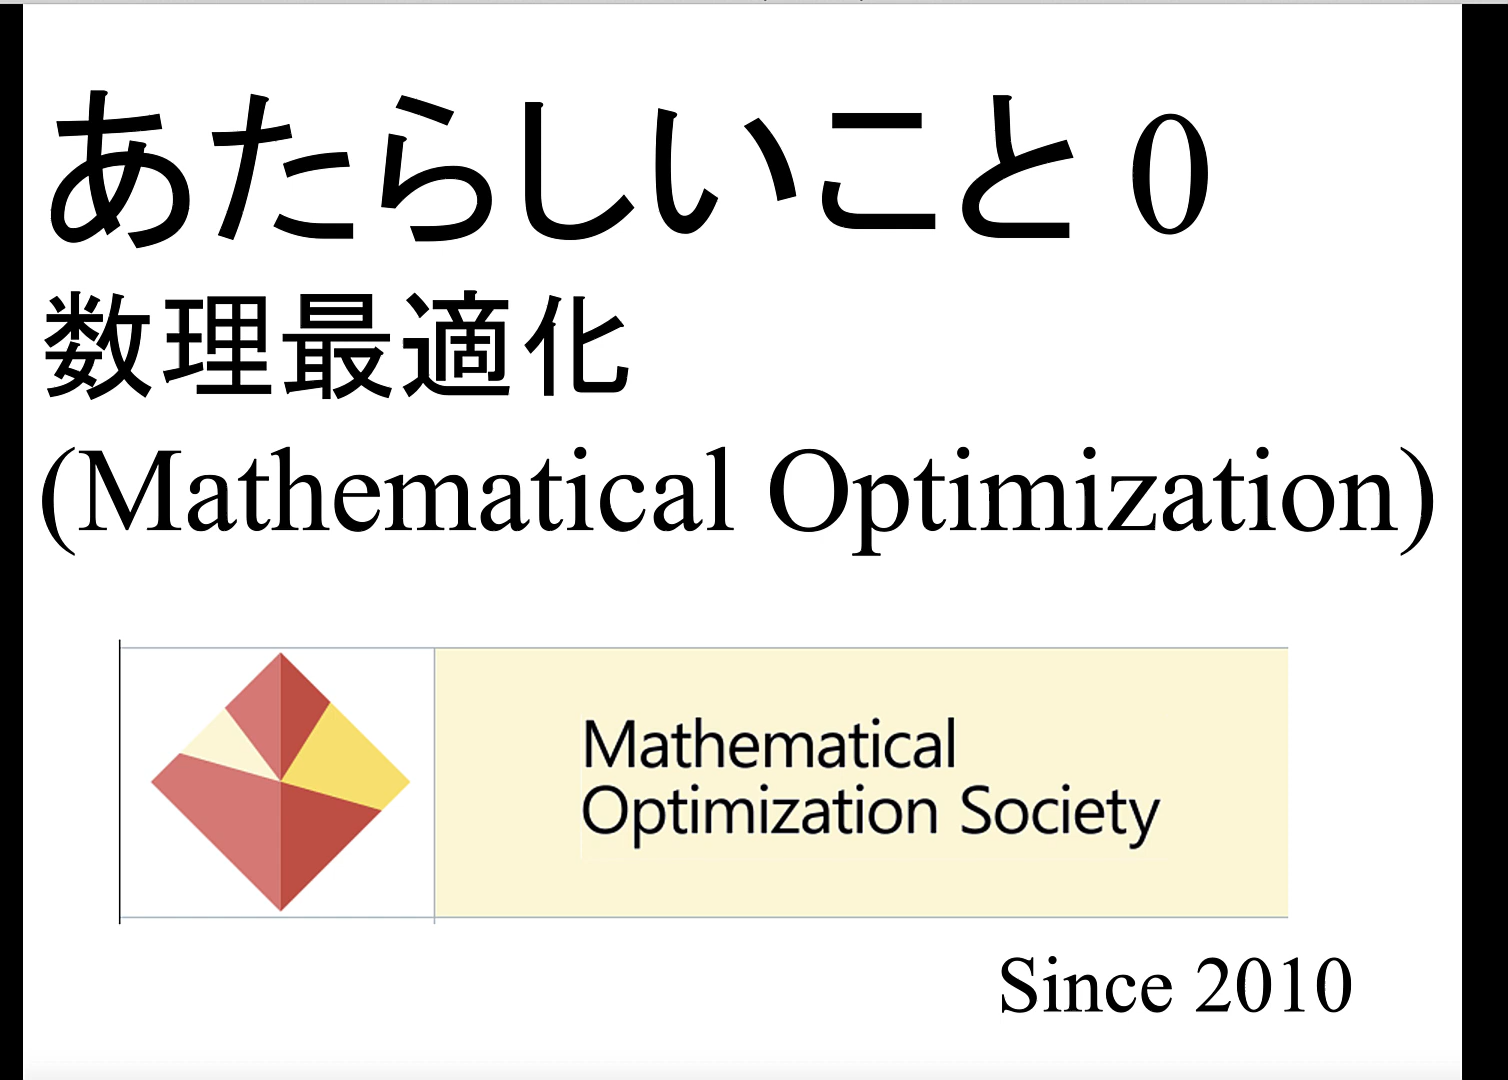 あたらしいこと 0
数理最適化
(Mathematical Optimization)
Mathematical
Optimization Society
Since 2010